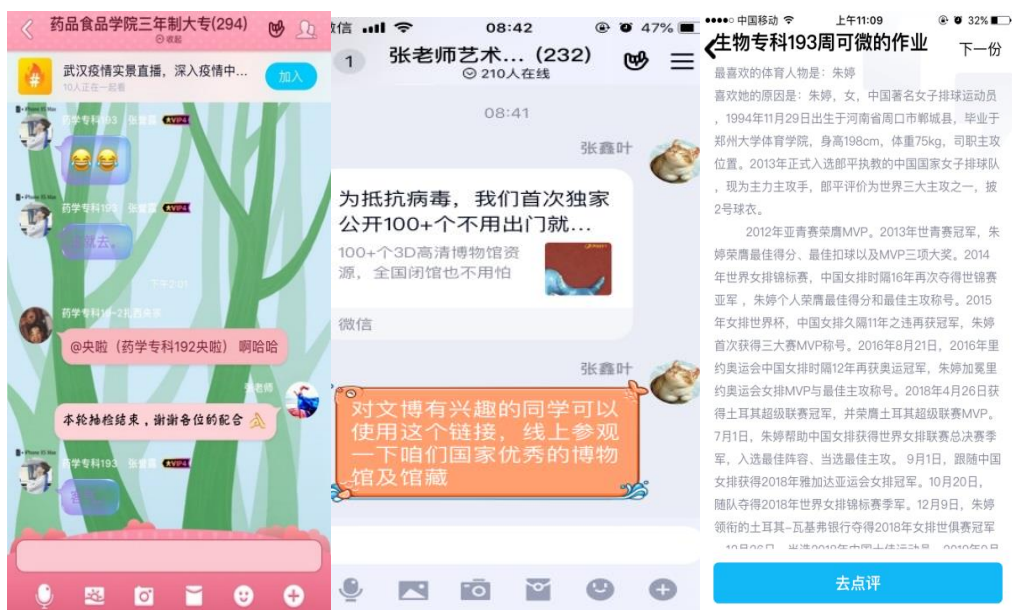 药品食品学院三年制大专(294)
收起
武汉疫情实景直播，深入疫情中...
10人正在一起看
加入
药学专科193
VIP4
药学专科193
VIP4
就去。
下午2:01
药学专科19-2扎西央多
@央啦（药学专科192央啦） 啊哈哈
张老师
本轮抽检结束，谢谢各位的配合
药学专科193
VIP4
微信
08:42
47%
1
张老师艺术... (232)
210人在线
08:41
张鑫叶
为抵抗病毒，我们首次独家
公开100+个不用出门就...
100+个3D高清博物馆资
源，全国闭馆也不用怕
微信
张鑫叶
对文博有兴趣的同学可以
使用这个链接，线上参观
一下咱们国家优秀的博物
馆及馆藏
中国移动
上午11:09
32%
生物专科193周可微的作业
下一份
最喜欢的体育人物是：朱婷
喜欢她的原因是：朱婷，女，中国著名女子排球运动员
，1994年11月29日出生于河南省周口市郸城县，毕业于
郑州大学体育学院，身高198cm，体重75kg，司职主攻
位置。2013年正式入选郎平执教的中国国家女子排球队
，现为主力主攻手，郎平评价为世界三大主攻之一，披
2号球衣。
2012年亚青赛荣膺MVP。2013年世青赛冠军，朱
婷荣膺最佳得分、最佳扣球以及MVP三项大奖。2014
年世界女排锦标赛，中国女排时隔16年再次夺得世锦赛
亚军，朱婷个人荣膺最佳得分和最佳主攻称号。2015
年女排世界杯，中国女排久隔11年之违再获冠军，朱婷
首次获得三大赛MVP称号。2016年8月21日，2016年里
约奥运会中国女排时隔12年再获奥运冠军，朱婷加冕里
约奥运会女排MVP与最佳主攻称号。2018年4月26日获
得土耳其超级联赛冠军，并荣膺土耳其超级联赛MVP。
7月1日，朱婷帮助中国女排获得世界女排联赛总决赛季
军，入选最佳阵容、当选最佳主攻。 9月1日，跟随中国
女排获得2018年雅加达亚运会女排冠军。10月20日，
随队夺得2018年世界女排锦标赛季军。12月9日，朱婷
领衔的土耳其-瓦基弗银行夺得2018年女排世俱赛冠军
去点评